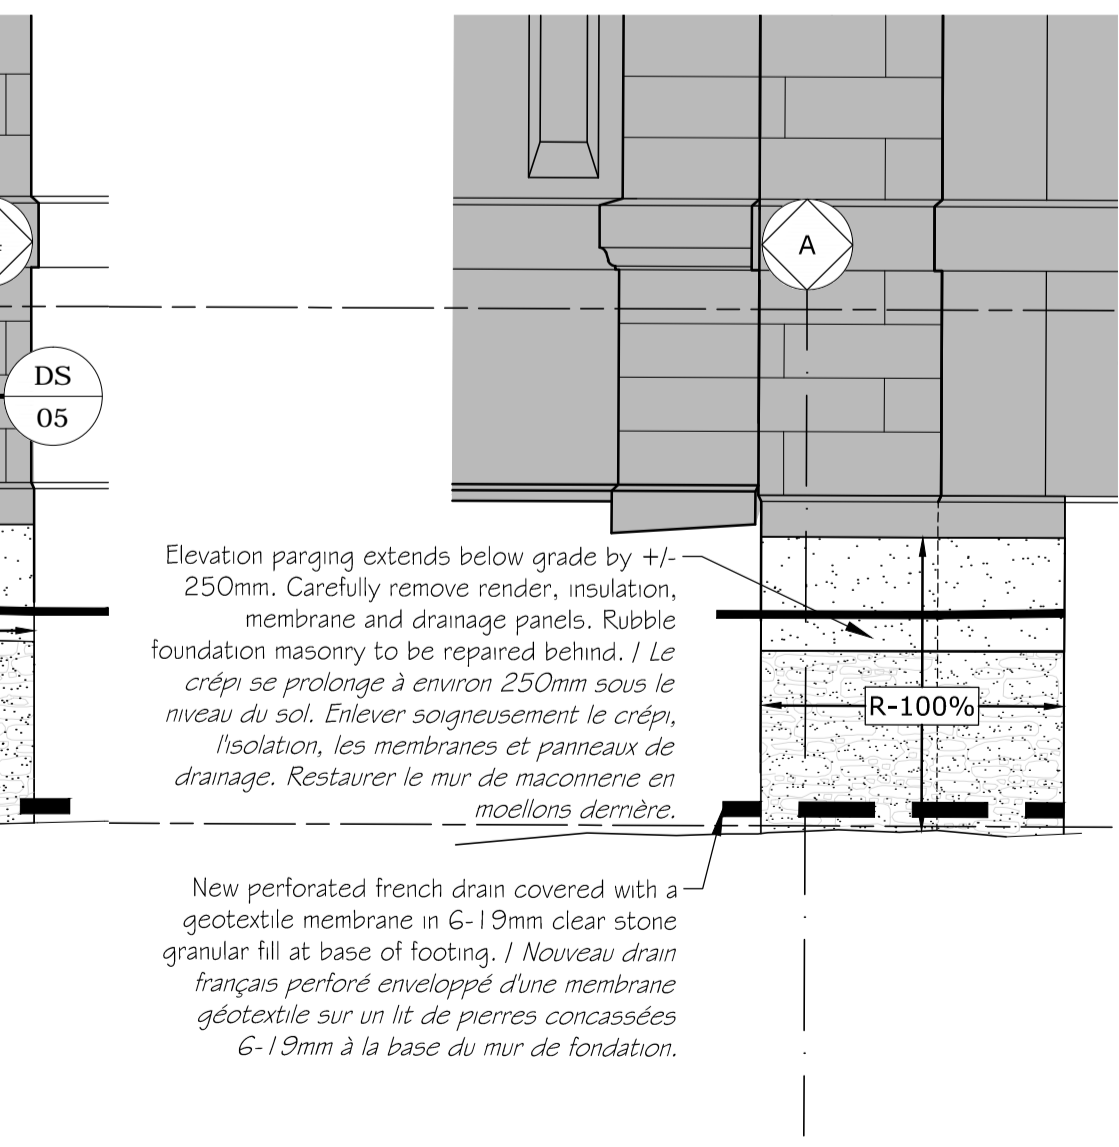 A
DS
05
Elevation parging extends below grade by +/-
250mm. Carefully remove render, insulation,
membrane and drainage panels. Rubble
foundation masonry to be repaired behind. / Le
crépi se prolonge à environ 250mm sous le
niveau du sol. Enlever soigneusement le crépi,
l'isolation, les membranes et panneaux de
drainage. Restaurer le mur de maconnerie en
moellons derrière.
R-100%
New perforated french drain covered with a
geotextile membrane in 6-19mm clear stone
granular fill at base of footing. / Nouveau drain
français perforé enveloppé d'une membrane
géotextile sur un lit de pierres concassées
6-19mm à la base du mur de fondation.